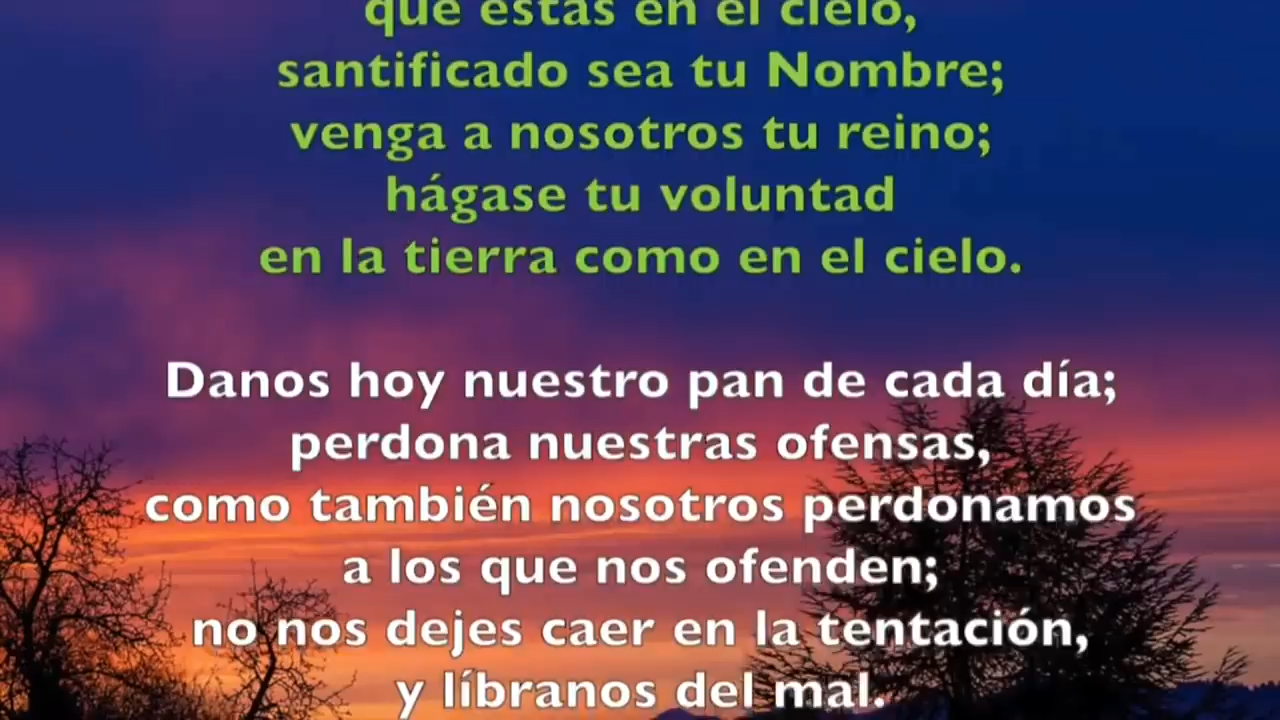 que estás en el cielo,
santificado sea tu Nombre;
venga a nosotros tu reino;
hágase tu voluntad
en la tierra como en el cielo.
Danos hoy nuestro pan de cada día;
perdona nuestras ofensas,
como también nosotros perdonamos
a los que nos ofenden;
no nos dejes caer en la tentación,
y líbranos del mal.